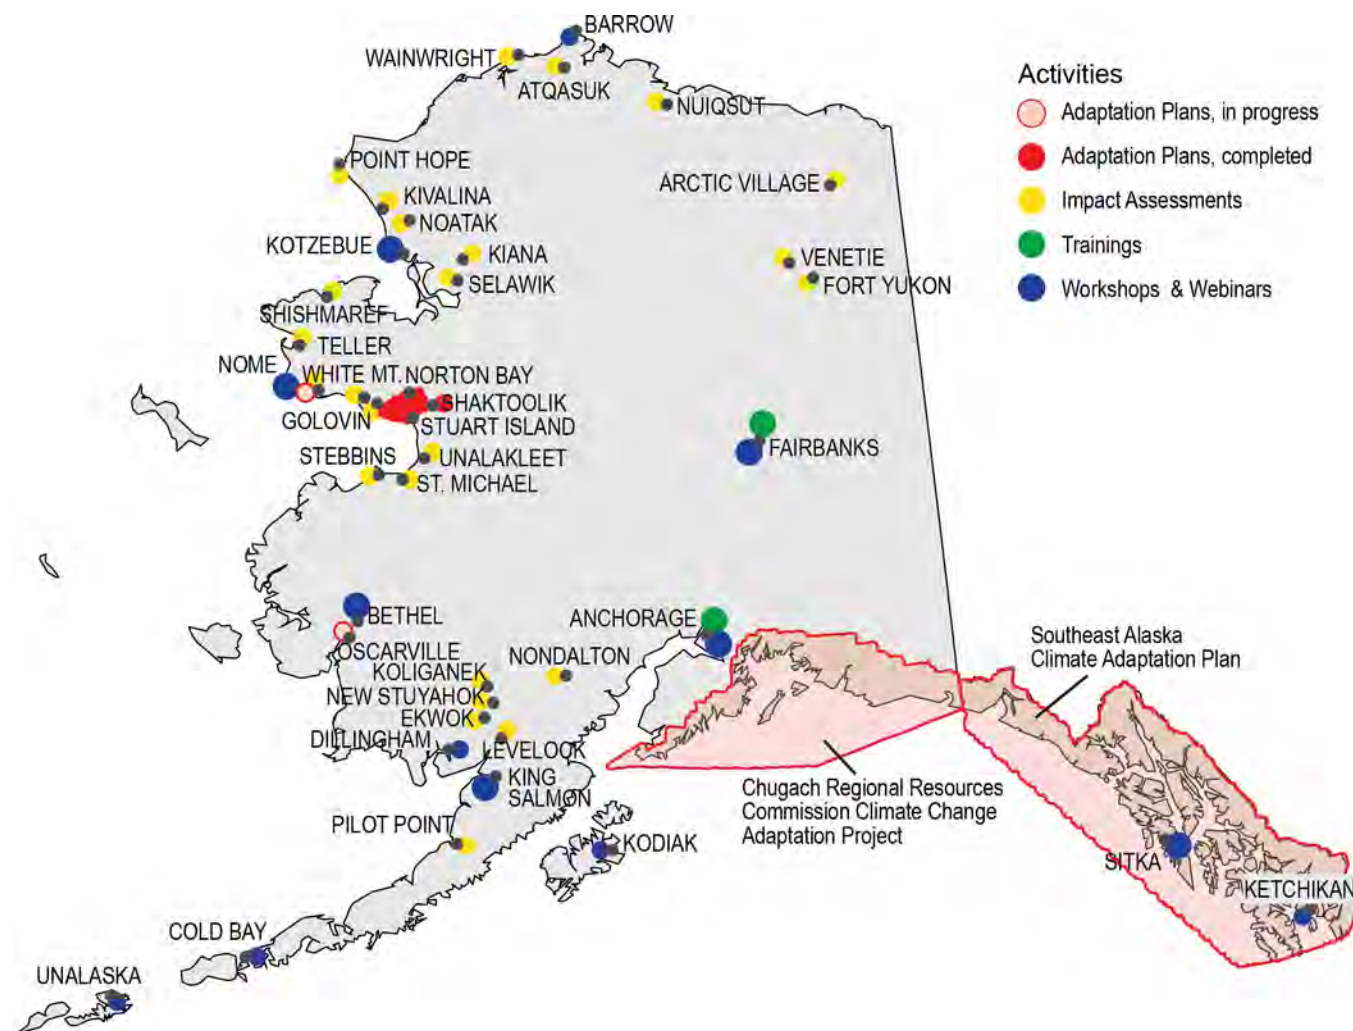 BARROW
WAINWRIGHT
ATQASUK
NUIQSUT
Activities
Adaptation Plans, in progress
Adaptation Plans, completed
Impact Assessments
Trainings
Workshops & Webinars
POINT HOPE
ARCTIC VILLAGE
KIVALINA
NOATAK
KOTZEBUE
KIANA
VENETIE
SELAWIK
FORT YUKON
SHISHMAREF
TELLER
NOME
WHITE MT.
NORTON BAY
SHAKTOOLIK
GOLOVIN
STUART ISLAND
FAIRBANKS
STEBBINS
UNALAKLEET
ST. MICHAEL
BETHEL
ANCHORAGE
OSCARVILLE
NONDALTON
KOLIGANEK
NEW STUYAHOK
EKWOK
DILLINGHAM
LEVELOOK
KING
SALMON
PILOT POINT
KODIAK
COLD BAY
UNALASKA
Southeast Alaska
Climate Adaptation Plan
Chugach Regional Resources
Commission Climate Change
Adaptation Project
SITKA
KETCHIKAN